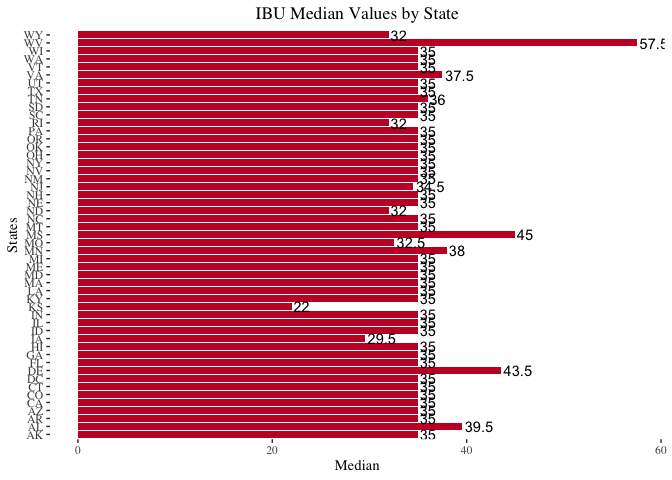 IBU Median Values by State
WY 32
WV 57.5
WI 35
WA 35
VT 35
VA 37.5
UT 35
TX 35
TN 36
SD 35
SC 35
RI 32
PA 35
OR 35
OK 35
OH 35
NY 35
NV 35
NM 35
NJ 34.5
NH 35
NE 35
ND 32
NC 35
MT 35
MS 45
MO 32.5
MN 38
MI 35
ME 35
MD 35
MA 35
LA 35
KY 35
KS 22
IN 35
IL 35
ID 35
IA 29.5
HI 35
GA 35
FL 35
DE 43.5
DC 35
CT 35
CO 35
CA 35
AZ 35
AR 35
AL 39.5
AK 35
States
0 20 40 60
Median